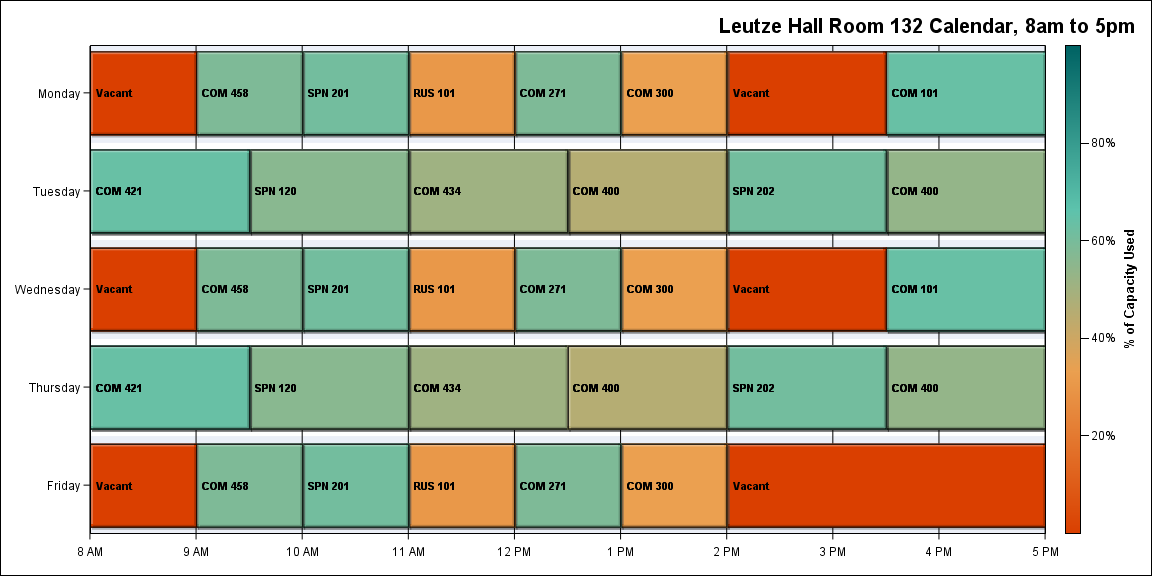 Leutze Hall Room 132 Calendar, 8am to 5pm
Monday
Vacant
COM 458
SPN 201
RUS 101
COM 271
COM 300
Vacant
COM 101
Tuesday
COM 421
SPN 120
COM 434
COM 400
SPN 202
COM 400
Wednesday
Vacant
COM 458
SPN 201
RUS 101
COM 271
COM 300
Vacant
COM 101
Thursday
COM 421
SPN 120
COM 434
COM 400
SPN 202
COM 400
Friday
Vacant
COM 458
SPN 201
RUS 101
COM 271
COM 300
Vacant
8 AM
9 AM
10 AM
11 AM
12 PM
1 PM
2 PM
3 PM
4 PM
5 PM
80%
60%
40%
20%
% of Capacity Used